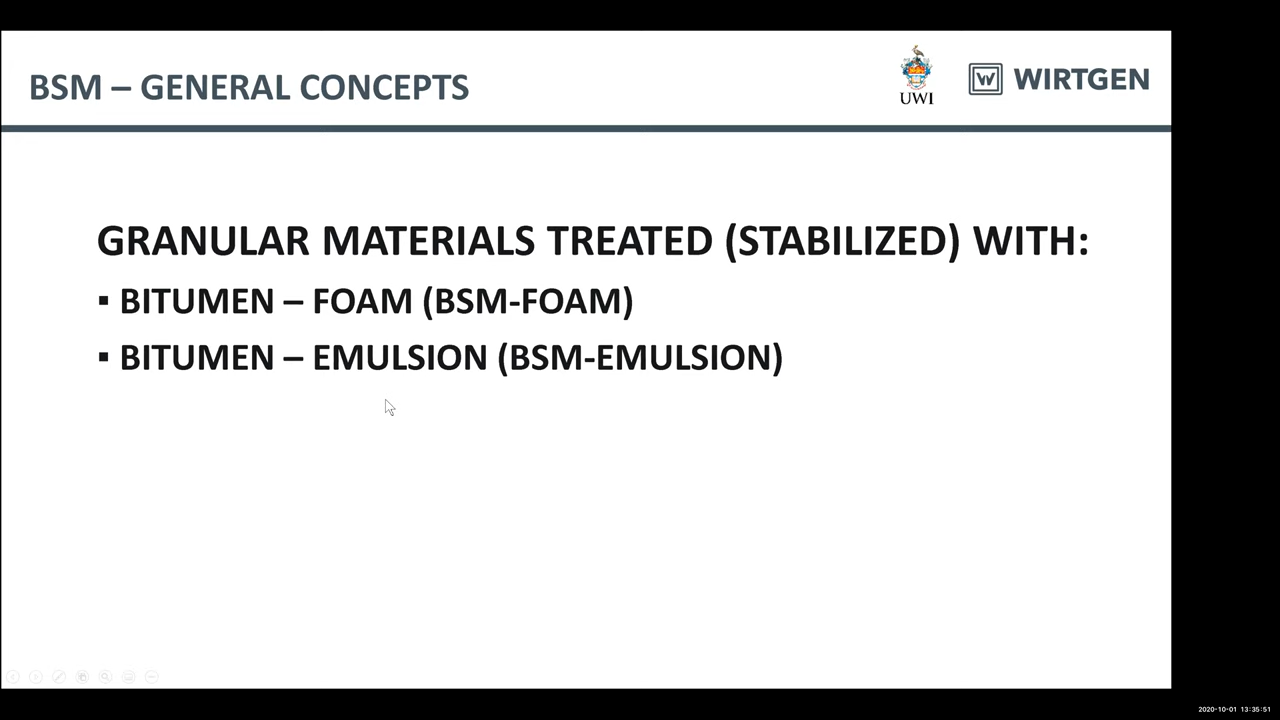 BSM – GENERAL CONCEPTS
UWI
W WIRTGEN
GRANULAR MATERIALS TREATED (STABILIZED) WITH:
▪ BITUMEN – FOAM (BSM-FOAM)
▪ BITUMEN – EMULSION (BSM-EMULSION)
2020-10-01 13:35:51